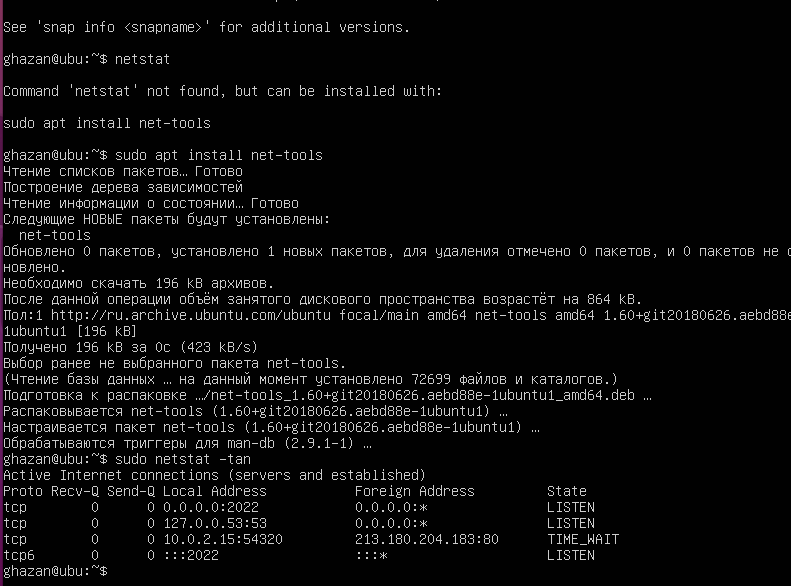 See 'snap info <snapname>' for additional versions.
ghazan@ubu:~$ netstat
Command 'netstat' not found, but can be installed with:
sudo apt install net-tools
ghazan@ubu:~$ sudo apt install net-tools
Чтение списков пакетов… Готово
Построение дерева зависимостей
Чтение информации о состоянии… Готово
Следующие НОВЫЕ пакеты будут установлены:
  net-tools
Обновлено 0 пакетов, установлено 1 новых пакетов, для удаления отмечено 0 пакетов, и 0 пакетов не о
новлено.
Необходимо скачать 196 kB архивов.
После данной операции объём занятого дискового пространства возрастёт на 864 kB.
Пол:1 http://ru.archive.ubuntu.com/ubuntu focal/main amd64 net-tools amd64 1.60+git20180626.aebd88e
1ubuntu1 [196 kB]
Получено 196 kB за 0с (423 kB/s)
Выбор ранее не выбранного пакета net-tools.
(Чтение базы данных … на данный момент установлено 72699 файлов и каталогов.)
Подготовка к распаковке …/net-tools_1.60+git20180626.aebd88e-1ubuntu1_amd64.deb …
Распаковывается net-tools (1.60+git20180626.aebd88e-1ubuntu1) …
Настраивается пакет net-tools (1.60+git20180626.aebd88e-1ubuntu1) …
Обрабатываются триггеры для man-db (2.9.1-1) …
ghazan@ubu:~$ sudo netstat -tan
Active Internet connections (servers and established)
Proto Recv-Q Send-Q Local Address           Foreign Address         State
tcp        0      0 0.0.0.0:2022            0.0.0.0:*               LISTEN
tcp        0      0 127.0.0.53:53           0.0.0.0:*               LISTEN
tcp        0      0 10.0.2.15:54320         213.180.204.183:80      TIME_WAIT
tcp6       0      0 :::2022                 :::*                    LISTEN
ghazan@ubu:~$